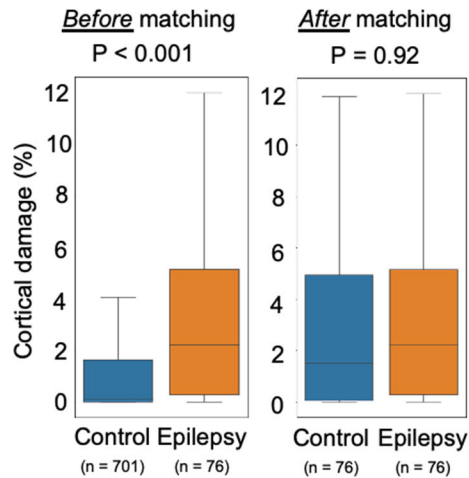 Before matching
P < 0.001
Cortical damage (%)
12
10
8
6
4
2
0
Control Epilepsy
(n = 701) (n = 76)
After matching
P = 0.92
12
10
8
6
4
2
0
Control Epilepsy
(n = 76) (n = 76)